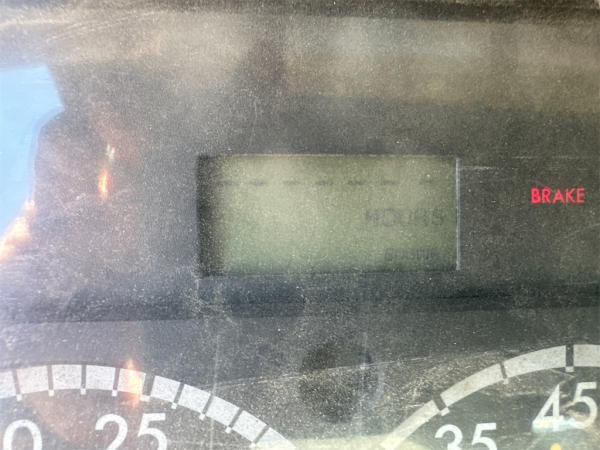 - - - - - - -
HOURS
BRAKE
25
35
45